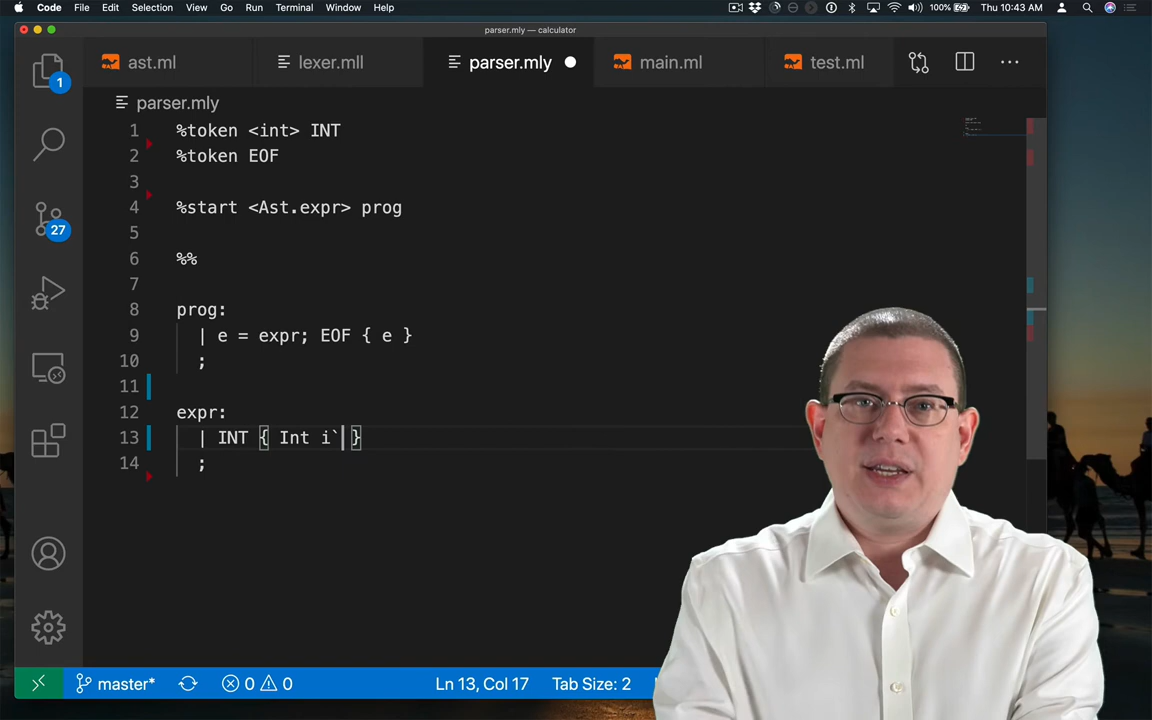 Code File Edit Selection View Go Run Terminal Window Help 100% Thu 10:43 AM
parser.mly — calculator
ast.ml lexer.mll parser.mly main.ml test.ml
parser.mly
1 %token <int> INT
2 %token EOF
3
4 %start <Ast.expr> prog
5
6 %%
7
8 prog:
9 | e = expr; EOF { e }
10 ;
11
12 expr:
13 | INT { Int i` }
14 ;
1
27
master* 0 0 Ln 13, Col 17 Tab Size: 2